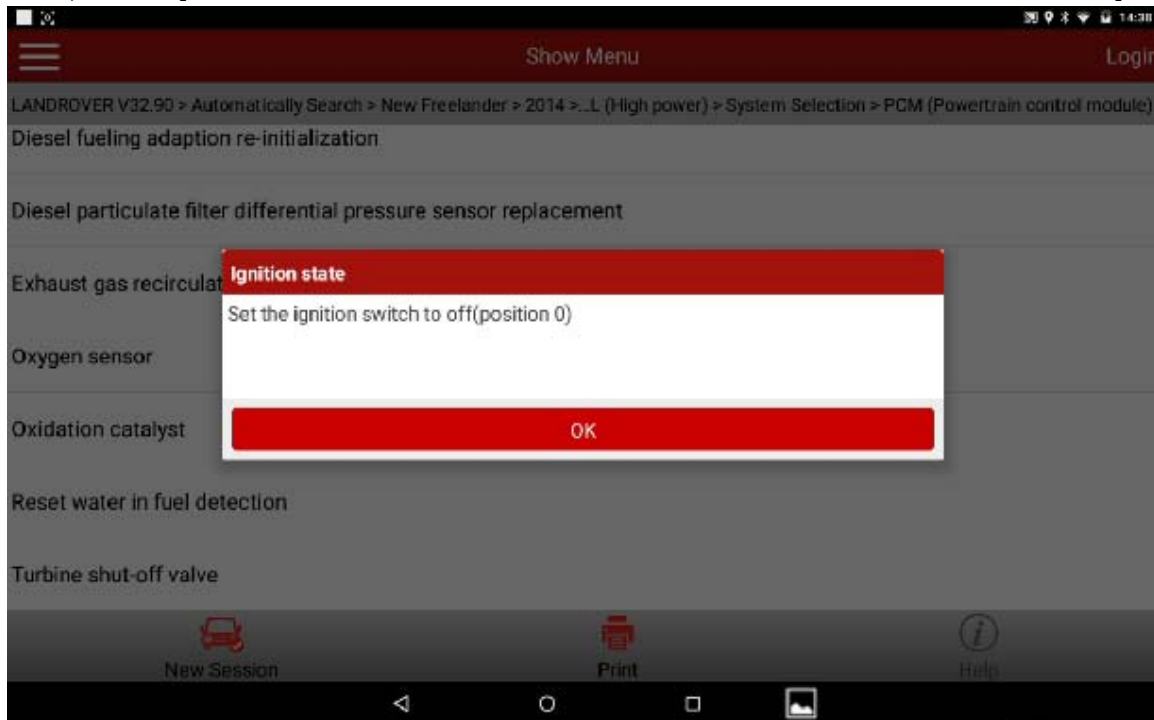 14:38
Show Menu
Login
LANDROVER V32.90 > Automatically Search > New Freelander > 2014 >...L (High power) > System Selection > PCM (Powertrain control module)
Diesel fueling adaption re-initialization
Diesel particulate filter differential pressure sensor replacement
Exhaust gas recirculat
Ignition state
Set the ignition switch to off(position 0)
Oxygen sensor
Oxidation catalyst
OK
Reset water in fuel detection
Turbine shut-off valve
New Session
Print
Help